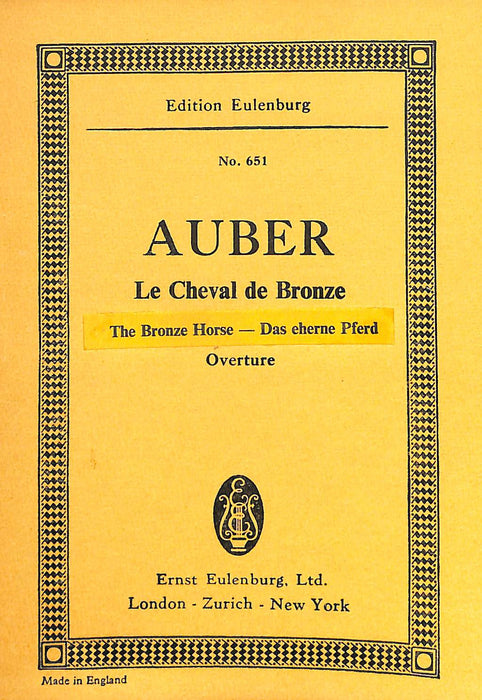 Edition Eulenburg
No. 651
AUBER
Le Cheval de Bronze
The Bronze Horse — Das eherne Pferd
Overture
Ernst Eulenburg, Ltd.
London - Zurich - New York
Made in England